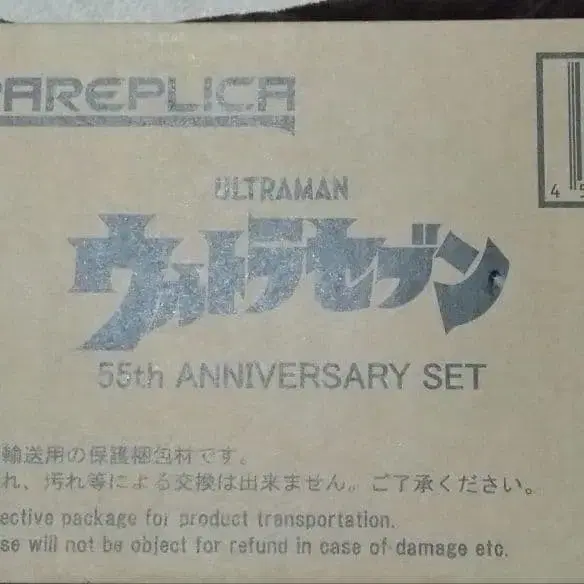 AREPLICA
4 5
ULTRAMAN
ウルトラセブン
55th ANNIVERSARY SET
輸送用の保護梱包材です。
れ、汚れ等による交換は出来ません。ご了承ください。
ective package for product transportation.
se will not be object for refund in case of damage etc.